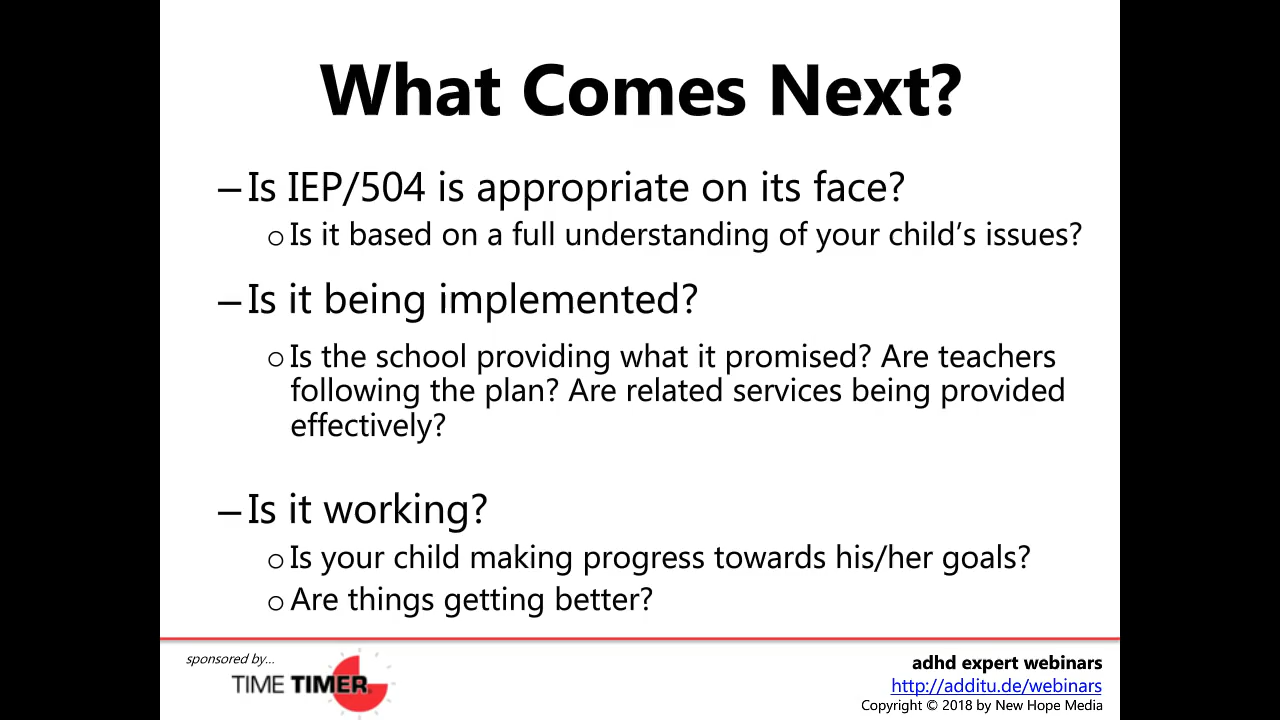 What Comes Next?
– Is IEP/504 is appropriate on its face?
o Is it based on a full understanding of your child’s issues?
– Is it being implemented?
o Is the school providing what it promised? Are teachers
following the plan? Are related services being provided
effectively?
– Is it working?
o Is your child making progress towards his/her goals?
o Are things getting better?
sponsored by...
TIME TIMER
adhd expert webinars
http://additu.de/webinars
Copyright © 2018 by New Hope Media